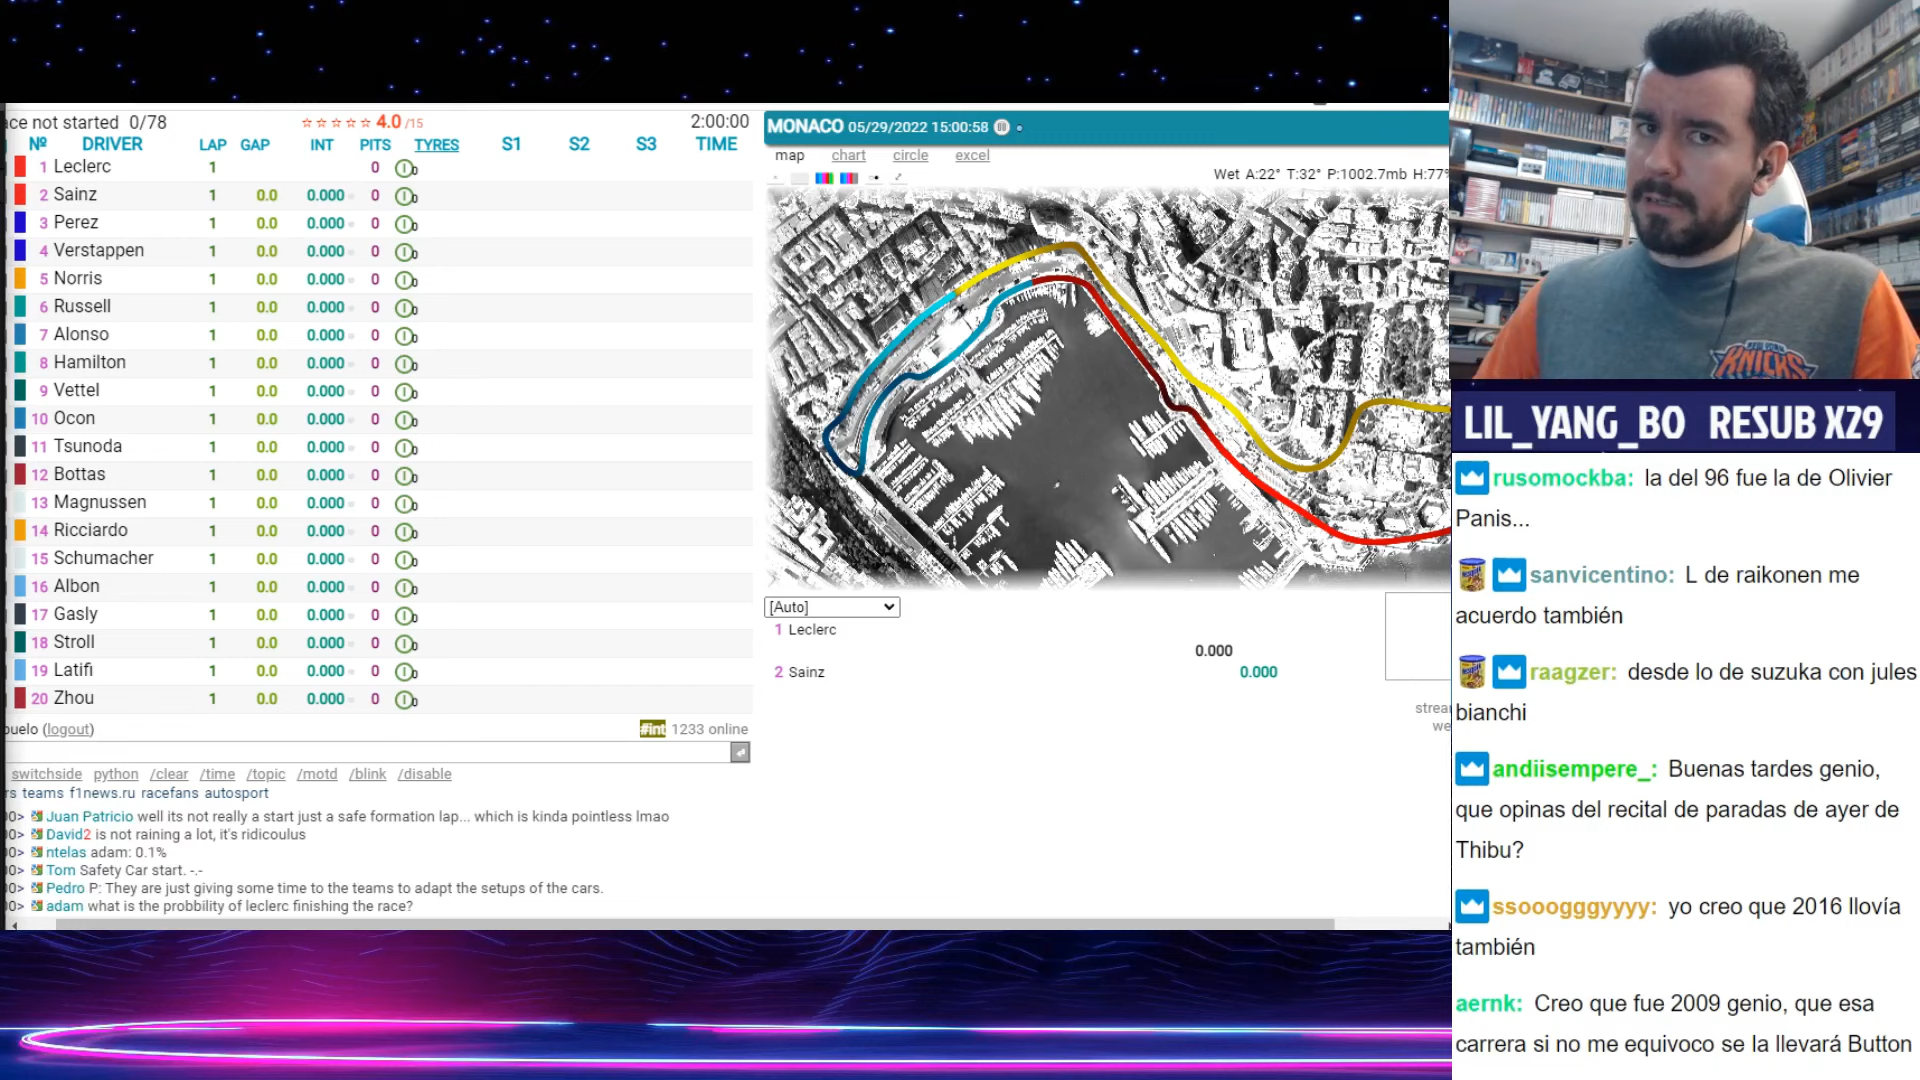 ce not started 0/78 4.0 /15 2:00:00
Nº DRIVER LAP GAP INT PITS TYRES S1 S2 S3 TIME
1 Leclerc 1 0
2 Sainz 1 0.0 0.000 0
3 Perez 1 0.0 0.000 0
4 Verstappen 1 0.0 0.000 0
5 Norris 1 0.0 0.000 0
6 Russell 1 0.0 0.000 0
7 Alonso 1 0.0 0.000 0
8 Hamilton 1 0.0 0.000 0
9 Vettel 1 0.0 0.000 0
10 Ocon 1 0.0 0.000 0
11 Tsunoda 1 0.0 0.000 0
12 Bottas 1 0.0 0.000 0
13 Magnussen 1 0.0 0.000 0
14 Ricciardo 1 0.0 0.000 0
15 Schumacher 1 0.0 0.000 0
16 Albon 1 0.0 0.000 0
17 Gasly 1 0.0 0.000 0
18 Stroll 1 0.0 0.000 0
19 Latifi 1 0.0 0.000 0
20 Zhou 1 0.0 0.000 0
buelo (logout) #int 1233 online
switchside python /clear /time /topic /motd /blink /disable
rs teams f1news.ru racefans autosport
00> Juan Patricio well its not really a start just a safe formation lap... which is kinda pointless lmao
00> David2 is not raining a lot, it's ridicoulus
00> ntelas adam: 0.1%
00> Tom Safety Car start. -.-
00> Pedro P: They are just giving some time to the teams to adapt the setups of the cars.
00> adam what is the probbility of leclerc finishing the race?
MONACO 05/29/2022 15:00:58
map chart circle excel
Wet A:22° T:32° P:1002.7mb H:77%
[Auto]
1 Leclerc
0.000
2 Sainz 0.000
strea
we
KNICKS
LIL_YANG_BO RESUB X29
rusomockba: la del 96 fue la de Olivier
Panis...
sanvicentino: L de raikonen me
acuerdo también
raagzer: desde lo de suzuka con jules
bianchi
andiisempere_: Buenas tardes genio,
que opinas del recital de paradas de ayer de
Thibu?
ssooogggyyyy: yo creo que 2016 llovía
también
aernk: Creo que fue 2009 genio, que esa
carrera si no me equivoco se la llevará Button